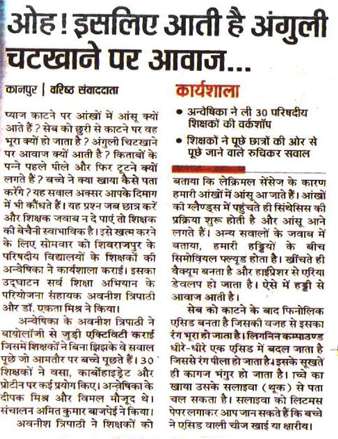 ओह! इसलिए आती है अंगुली
चटखाने पर आवाज...
कानपुर | वरिष्ठ संवाददाता
प्याज काटने पर आंखों में आंसू क्यों
आते हैं? सेब को छुरी से काटने पर वह
भूरा क्यों हो जाता है? अंगुली चिटखाने
पर आवाज क्यों आती है? किताबों के
पन्ने पहले पीले और फिर टूटने क्यों
लगते हैं? बच्चे ने क्या खाया कैसे पता
करेंगे? यह सवाल अक्सर आपके दिमाग
में भी कौंधते हैं। यह प्रश्न जब छात्र करें
और शिक्षक जवाब न दे पाएं तो शिक्षक
की बेचैनी स्वाभाविक है। इसे खत्म करने
के लिए सोमवार को शिवराजपुर के
परिषदीय विद्यालयों के शिक्षकों की
अन्वेषिका ने कार्यशाला कराई। इसका
उद्घाटन सर्व शिक्षा अभियान के
परियोजना सहायक अवनीश त्रिपाठी
और डॉ. एकता मिश्र ने किया।
अन्वेषिका के अवनीश त्रिपाठी ने
बायोलॉजी से जुड़ी एक्टिविटी कराई
जिसमें शिक्षकों ने बिना झिझके वे सवाल
पूछे जो आमतौर पर बच्चे पूछते हैं। 30
शिक्षकों ने वसा, कार्बोहाइड्रेट और
प्रोटीन पर कई प्रयोग किए। अन्वेषिका के
दीपक मिश्र और विमल मौजूद थे।
संचालन अमित कुमार बाजपेई ने किया।
अवनीश त्रिपाठी ने शिक्षकों को
कार्यशाला
• अन्वेषिका ने ली 30 परिषदीय
शिक्षकों की वर्कशॉप
• शिक्षकों ने पूछे छात्रों की ओर से
पूछे जाने वाले रुचिकर सवाल
बताया कि लेक्रिमल सेंसेज के कारण
हमारी आंखों में आंसू आ जाते हैं। आंखों
की ग्लैण्ड्स में पहुंचते ही सिंथेसिस की
प्रक्रिया शुरू होती है और आंसू आने
लगते हैं। अन्य सवालों के जवाब में
बताया, हमारी हड्डियों के बीच
सिमोवियल फ्ल्यूड होता है। खींचते ही
वैक्यूम बनता है और हाईप्रेशर से एरिया
डेवलप हो जाता है। ऐसे में हड्डी से
आवाज आती है।
सेब को काटने के बाद फिनोलिक
एसिड बनता है जिसकी वजह से इसका
रंग भूरा हो जाता है। लिगनिन कम्पाउण्ड
धीरे-धीरे एक एसिड में बदल जाता है
जिससे रंग पीला होता है। इसके सूखते
ही कागज भंगुर हो जाता है। च्चे का
खाया उसके सलाइवा (थूक) से पता
चल सकता है। सलाइवा को लिटमस
पेपर लगाकर आप जान सकते हैं कि बच्चे
ने एसिड वाली चीज खाई या क्षारीय।